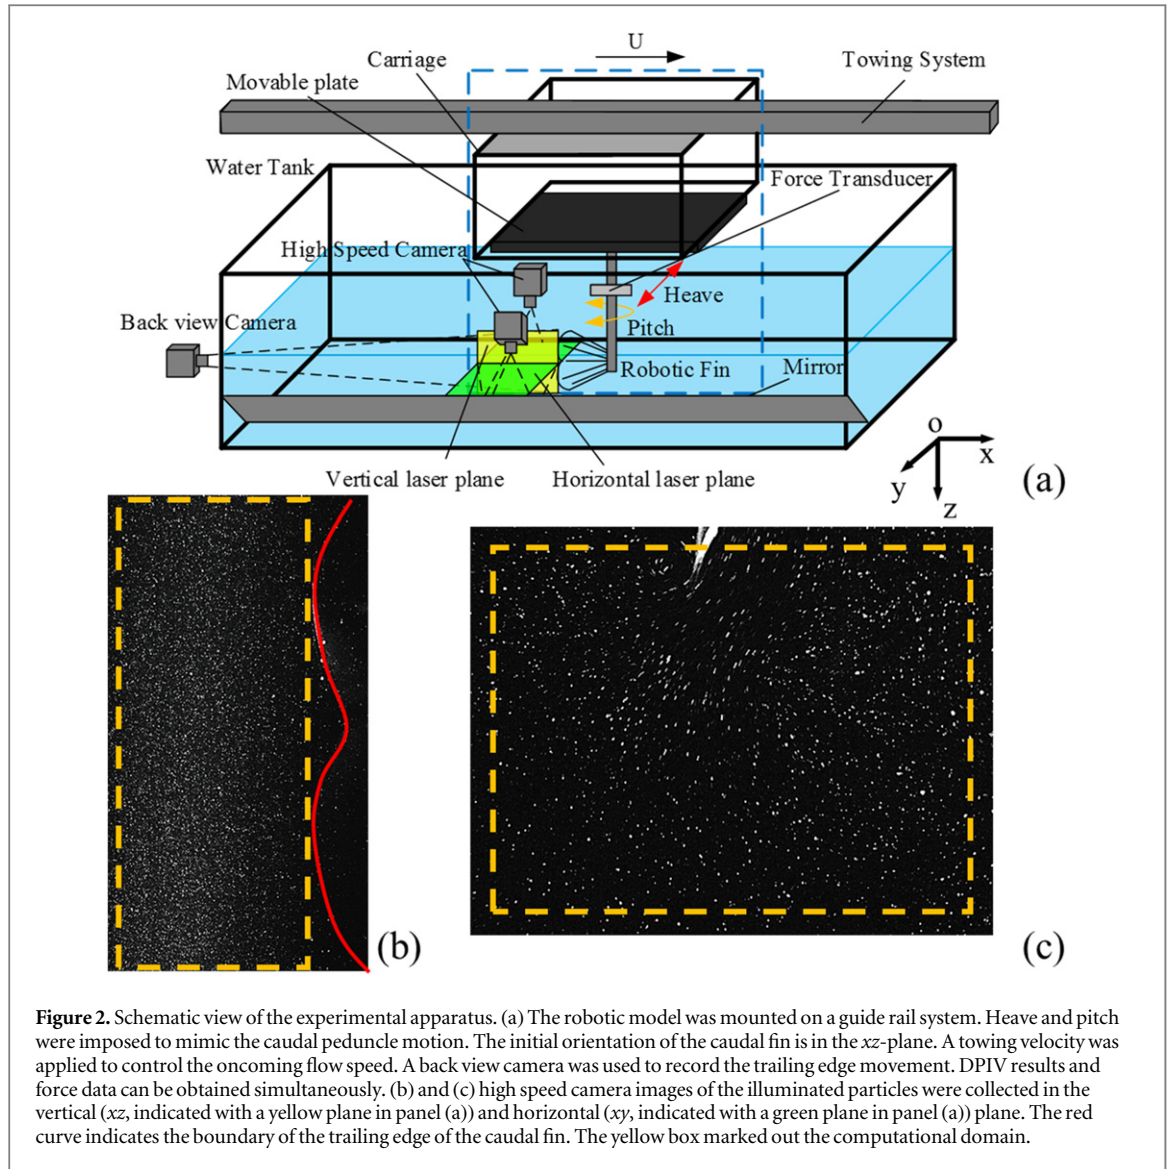 U
Carriage
Towing System
Movable plate
Water Tank
Force Transducer
High Speed Camera
Heave
Back view Camera
Pitch
Robotic Fin
Mirror
o
x
y
z
(a)
Vertical laser plane
Horizontal laser plane
(b)
(c)
Figure 2. Schematic view of the experimental apparatus. (a) The robotic model was mounted on a guide rail system. Heave and pitch
were imposed to mimic the caudal peduncle motion. The initial orientation of the caudal fin is in the xz-plane. A towing velocity was
applied to control the oncoming flow speed. A back view camera was used to record the trailing edge movement. DPIV results and
force data can be obtained simultaneously. (b) and (c) high speed camera images of the illuminated particles were collected in the
vertical (xz, indicated with a yellow plane in panel (a)) and horizontal (xy, indicated with a green plane in panel (a)) plane. The red
curve indicates the boundary of the trailing edge of the caudal fin. The yellow box marked out the computational domain.